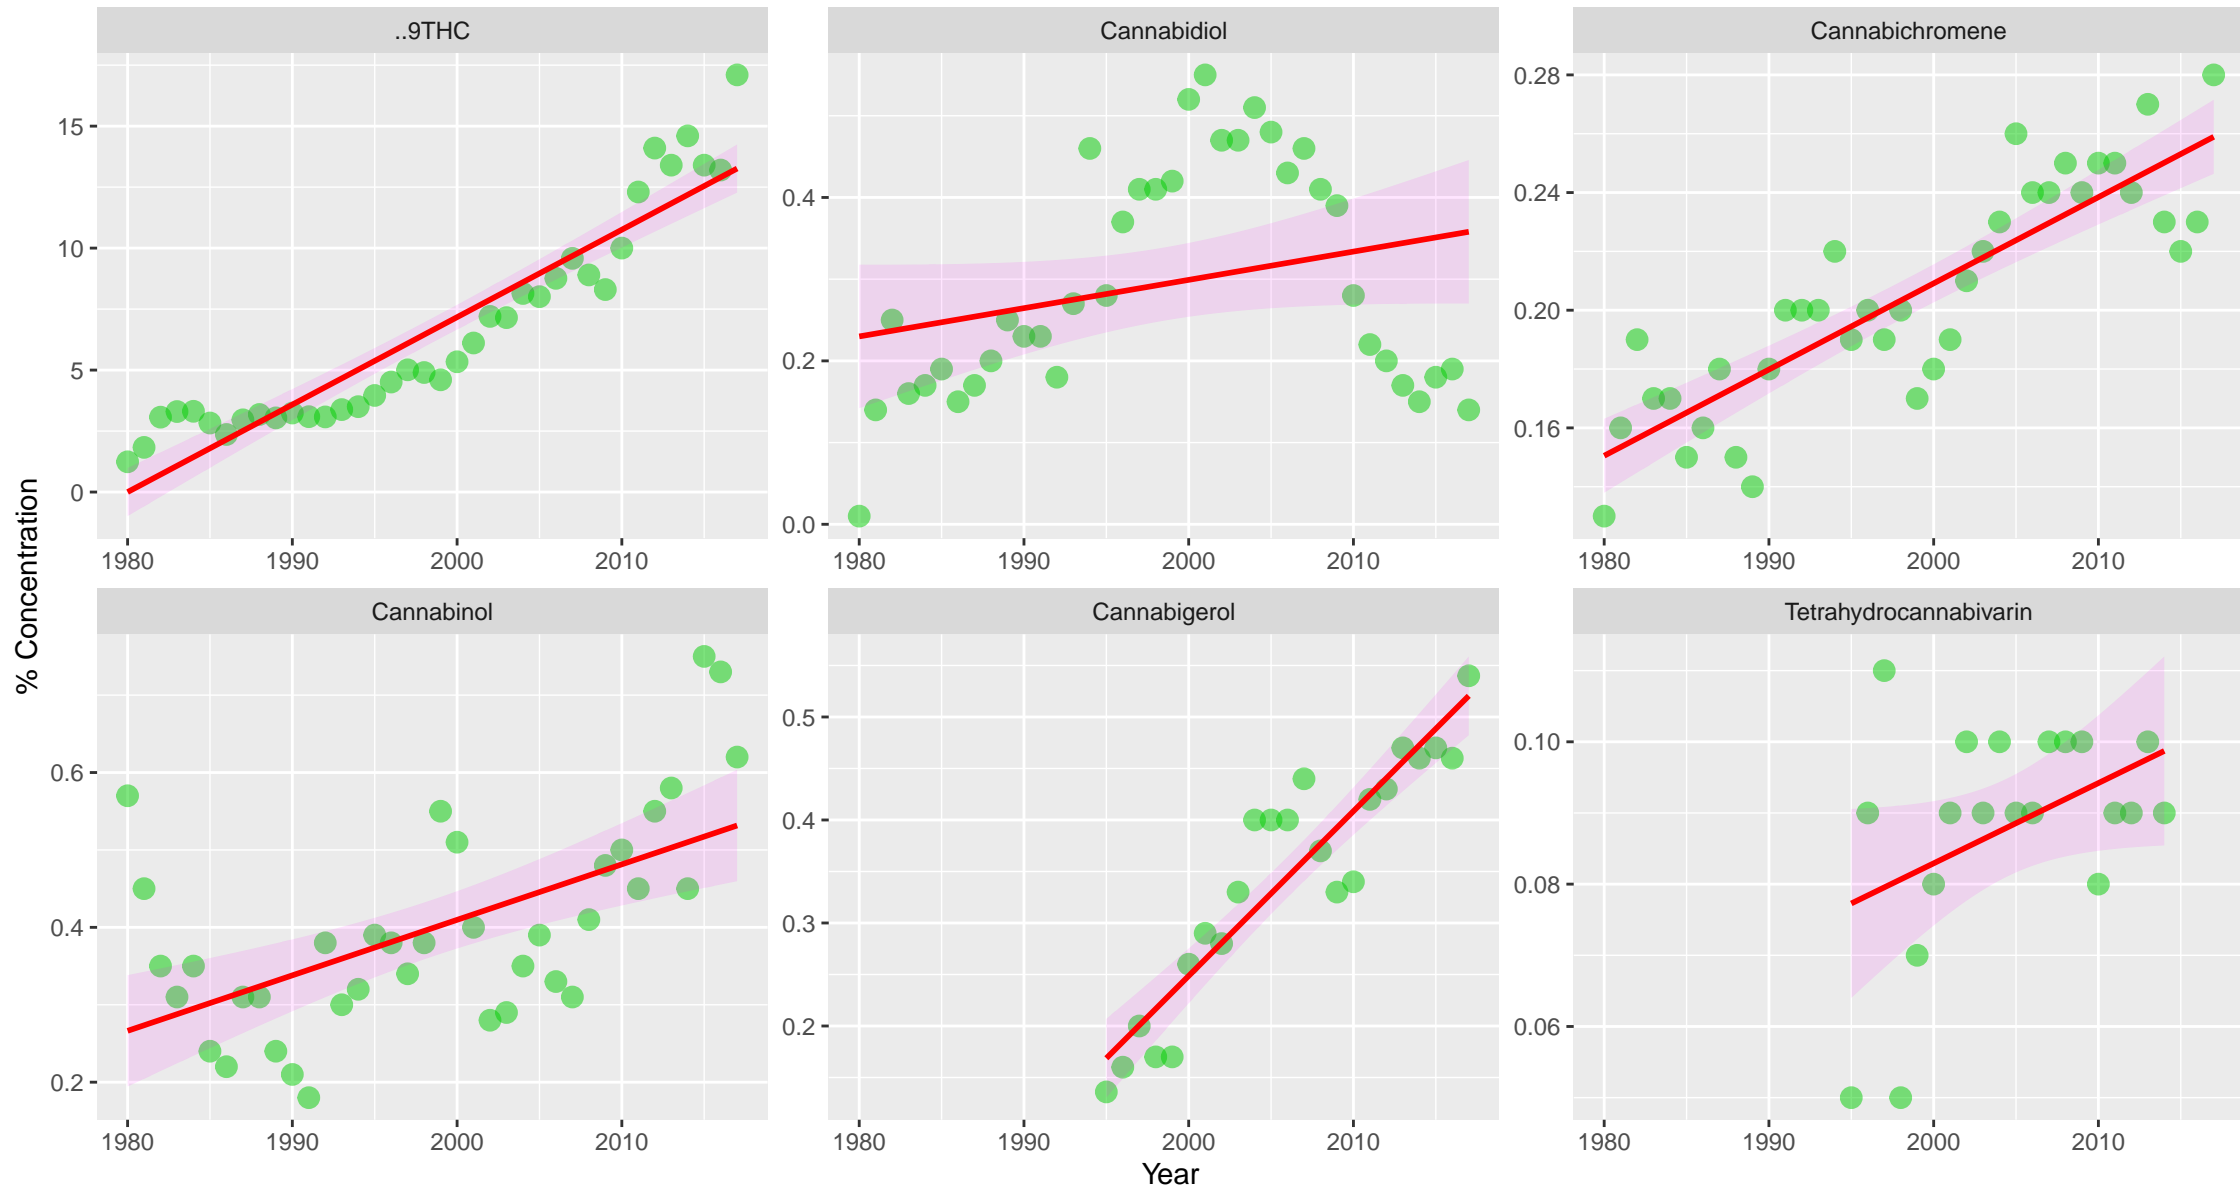 ..9THC
Cannabidiol
Cannabichromene
15
10
5
0
1980 1990 2000 2010
0.4
0.2
0.0
1980 1990 2000 2010
0.28
0.24
0.20
0.16
1980 1990 2000 2010
% Concentration
Cannabinol
Cannabigerol
Tetrahydrocannabivarin
0.6
0.4
0.2
1980 1990 2000 2010
0.5
0.4
0.3
0.2
1980 1990 2000 2010
0.10
0.08
0.06
1980 1990 2000 2010
Year